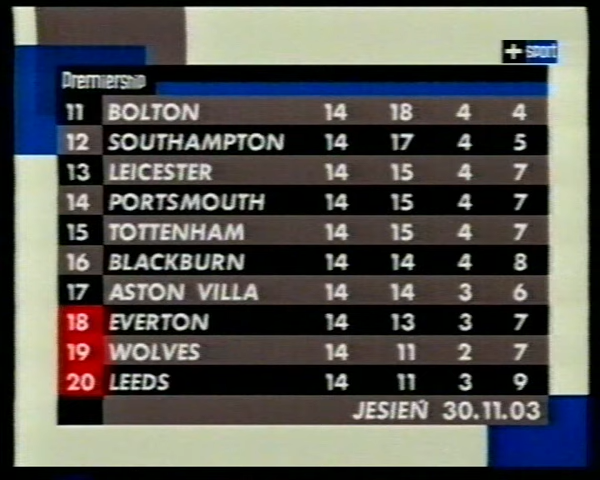 + sport
Premiership
11 BOLTON 14 18 4 4
12 SOUTHAMPTON 14 17 4 5
13 LEICESTER 14 15 4 7
14 PORTSMOUTH 14 15 4 7
15 TOTTENHAM 14 15 4 7
16 BLACKBURN 14 14 4 8
17 ASTON VILLA 14 14 3 6
18 EVERTON 14 13 3 7
19 WOLVES 14 11 2 7
20 LEEDS 14 11 3 9
JESIEŃ 30.11.03